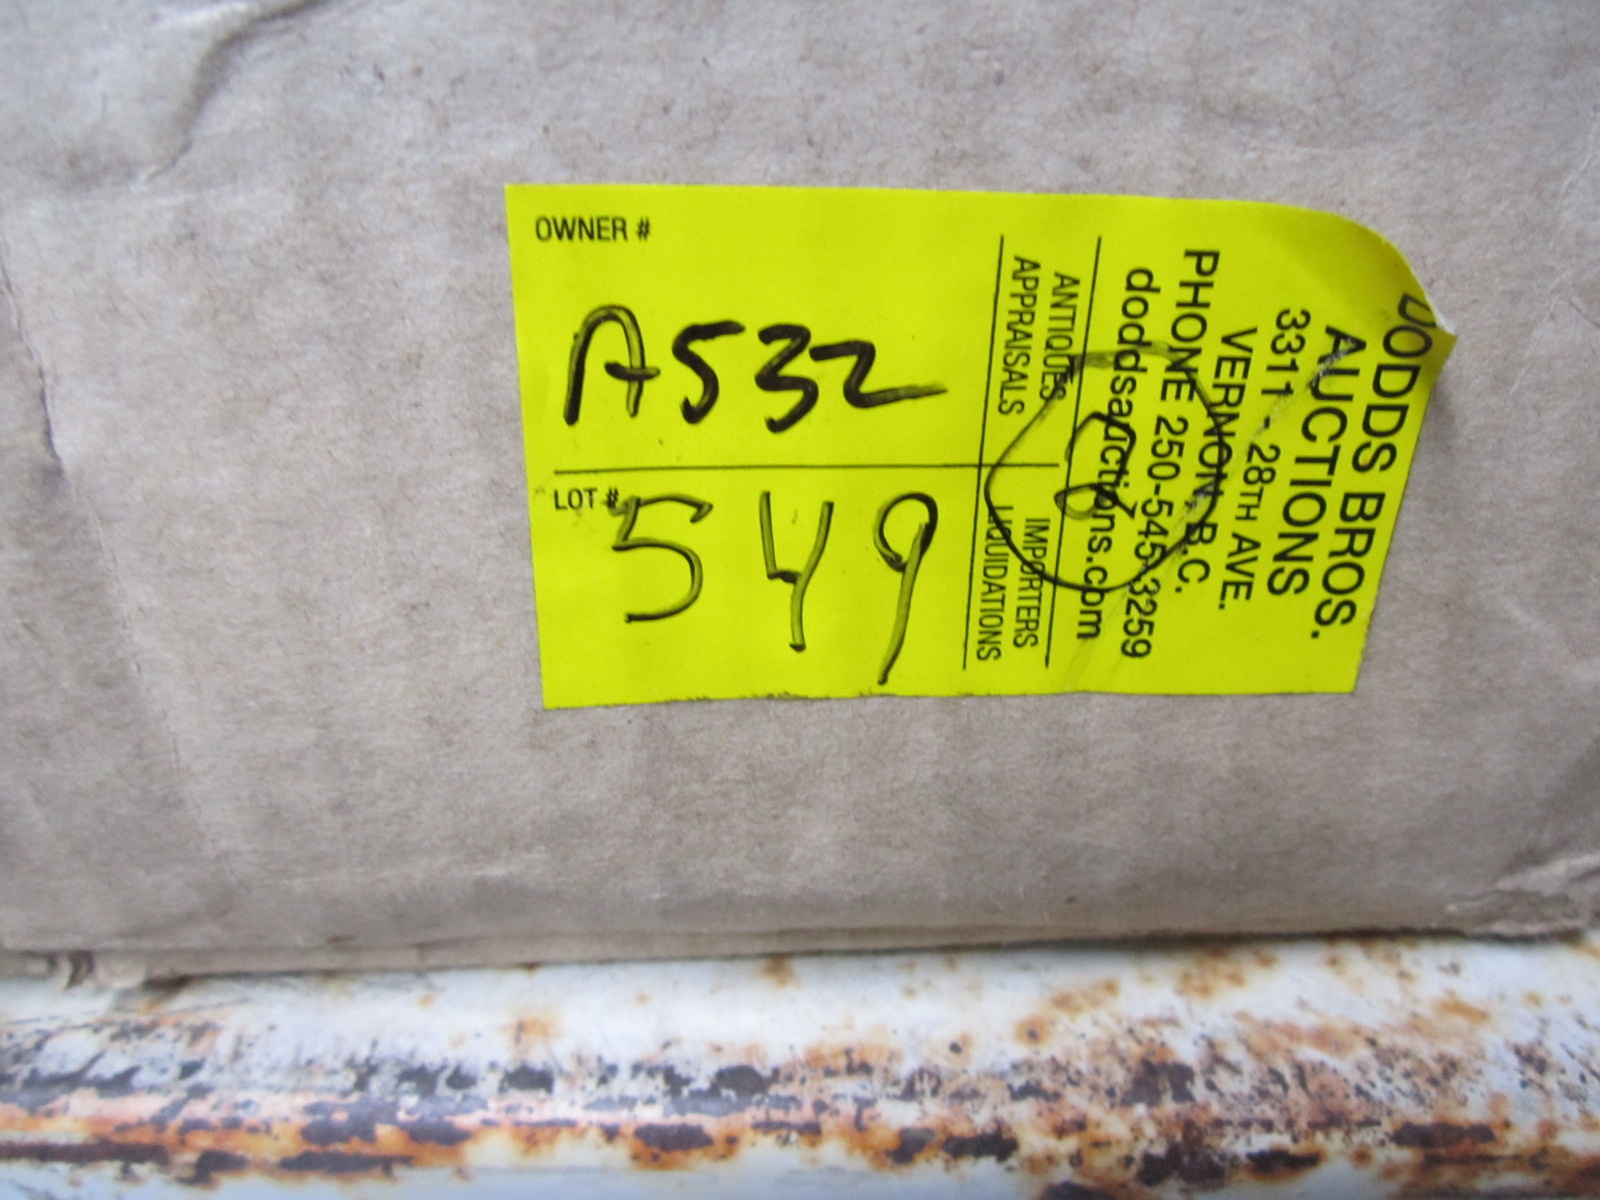 OWNER #
A532
LOT #
549
DODDS BROS.
AUCTIONS
3311 - 28TH AVE.
VERNON, B.C.
PHONE 250-545-3259
doddsauctions.com
ANTIQUES IMPORTERS
APPRAISALS LIQUIDATIONS
8